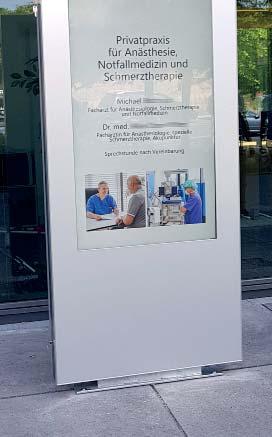 Privatpraxis
für Anästhesie,
Notfallmedizin und
Schmerztherapie
Michael
Facharzt für Anästhesiologie, Schmerztherapie
und Notfallmedizin
Dr. med.
Fachärztin für Anästhesiologie, spezielle
Schmerztherapie, Akupunktur
Sprechstunde nach Vereinbarung